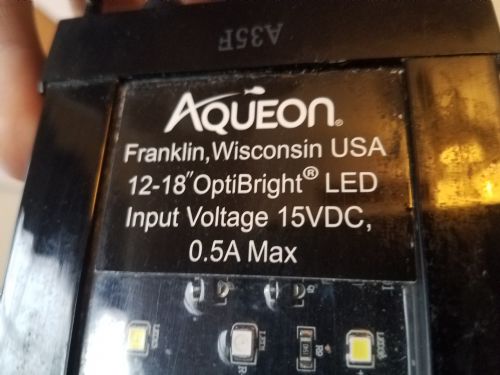 A35F
AQUEON®
Franklin, Wisconsin USA
12-18" OptiBright® LED
Input Voltage 15VDC,
0.5A Max